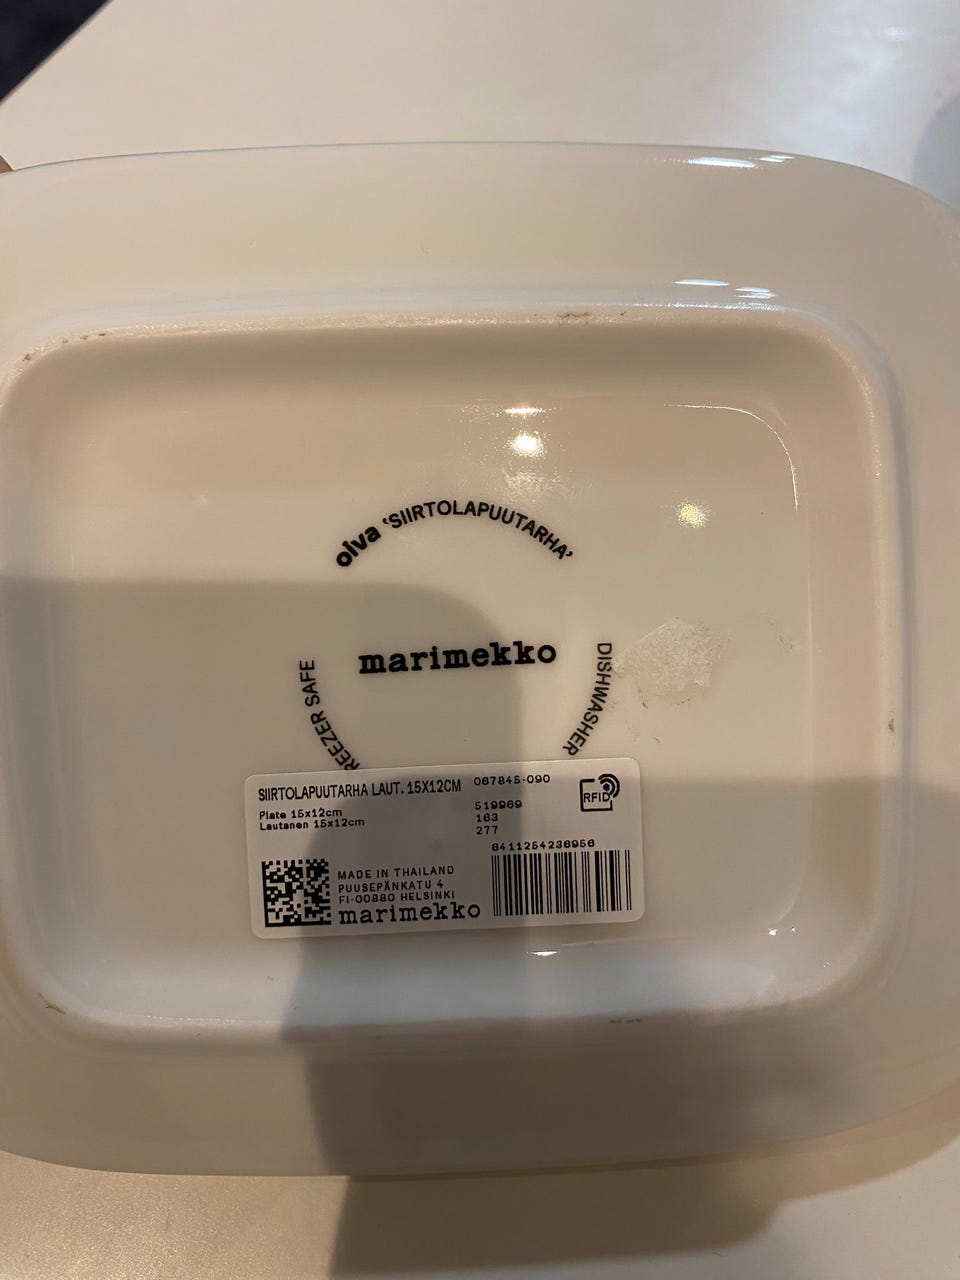 oiva 'SIIRTOLAPUUTARHA'
marimekko
REEZER SAFE
DISHWASHER
SIIRTOLAPUUTARHA LAUT. 15X12CM 067845-090
Plate 15x12cm
Lautanen 15x12cm
519969
163
277
RFID
6411254236956
MADE IN THAILAND
PUUSEPÄNKATU 4
FI-00880 HELSINKI
marimekko